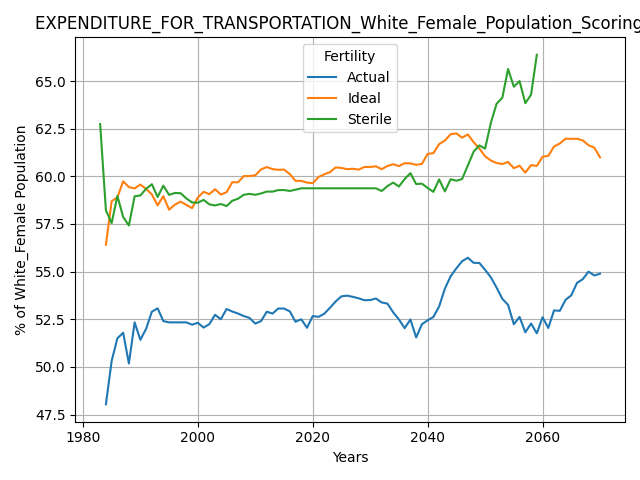 EXPENDITURE_FOR_TRANSPORTATION_White_Female_Population_Scoring
Fertility
Actual
Ideal
Sterile
% of White_Female Population
65.0
62.5
60.0
57.5
55.0
52.5
50.0
47.5
1980
2000
2020
2040
2060
Years